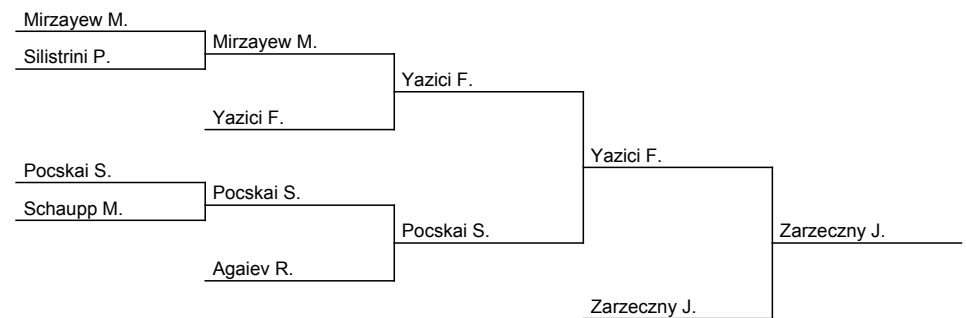 Mirzayew M.
Silistrini P.
Mirzayew M.
Yazici F.
Yazici F.
Pocskai S.
Schaupp M.
Pocskai S.
Agaiev R.
Pocskai S.
Yazici F.
Zarzeczny J.
Zarzeczny J.